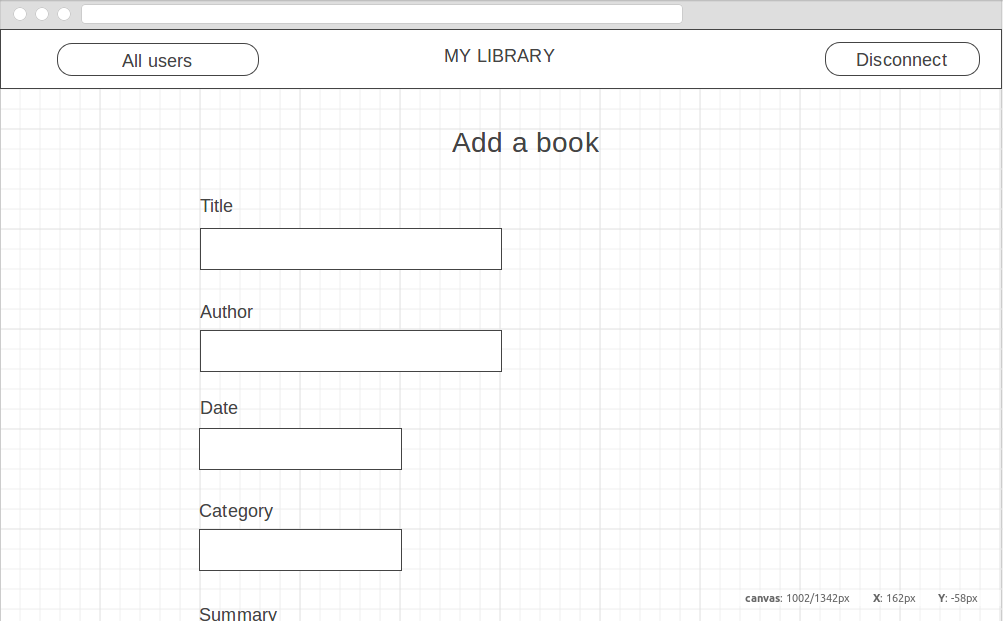 All users
MY LIBRARY
Disconnect
Add a book
Title
Author
Date
Category
Summary
canvas: 1002/1342px X: 162px Y: -58px